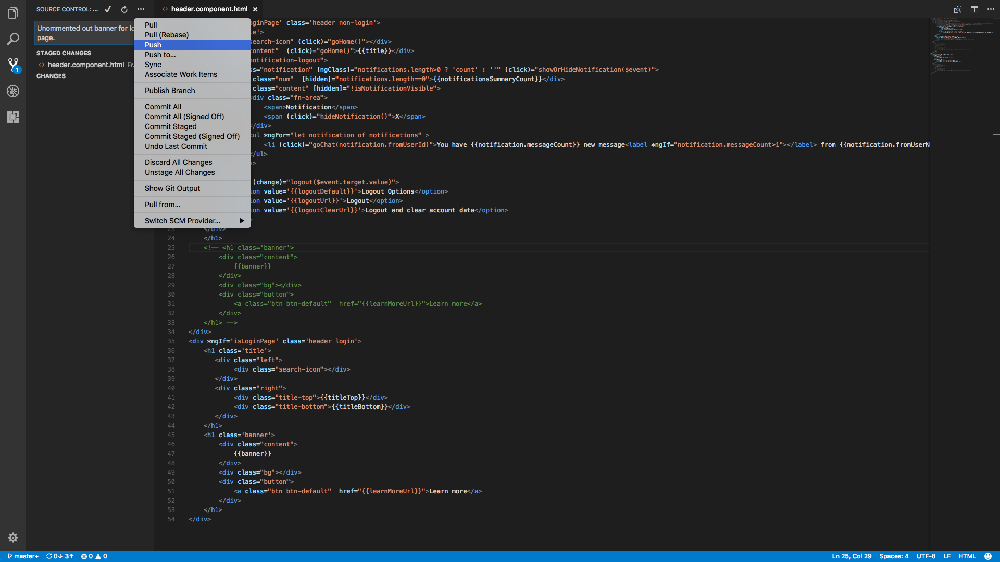 SOURCE CONTROL: ...
header.component.html
Unommented out banner for lo
page.
STAGED CHANGES
<> header.component.html Fr.
CHANGES
1
Pull
Pull (Rebase)
Push
Push to...
Sync
Associate Work Items
Publish Branch
Commit All
Commit All (Signed Off)
Commit Staged
Commit Staged (Signed Off)
Undo Last Commit
Discard All Changes
Unstage All Changes
Show Git Output
Pull from...
Switch SCM Provider...
oginPage' class='header non-login'>
le'>
search-icon" (click)="goHome()"></div>
content"  (click)="goHome()">{{title}}</div>
notification-logout">
ss="notification" [ngClass]="notifications.length>0 ? 'count' : ''" (click)="showOrHideNotification($event)">
class="num"  [hidden]="notifications.length==0">{{notificationsSummaryCount}}</div>
class="content" [hidden]="!isNotificationVisible">
div class="fn-area">
<span>Notification</span>
<span (click)="hideNotification()">X</span>
/div>
ul *ngFor="let notification of notifications" >
<li (click)="goChat(notification.fromUserId)">You have {{notification.messageCount}} new message<label *ngIf="notification.messageCount>1"></label> from {{notification.fromUserN
/ul>
>
(change)="logout($event.target.value)">
on value='{{logoutDefault}}'>Logout Options</option>
on value='{{logoutUrl}}'>Logout</option>
on value='{{logoutClearUrl}}'>Logout and clear account data</option>
>
23 </div>
24 </h1>
25 <!-- <h1 class='banner'>
26 <div class="content">
27 {{banner}}
28 </div>
29 <div class="bg"></div>
30 <div class="button">
31 <a class="btn btn-default"  href="{{learnMoreUrl}}">Learn more</a>
32 </div>
33 </h1> -->
34 </div>
35 <div *ngIf='isLoginPage' class='header login'>
36 <h1 class='title'>
37 <div class="left">
38 <div class="search-icon"></div>
39 </div>
40 <div class="right">
41 <div class="title-top">{{titleTop}}</div>
42 <div class="title-bottom">{{titleBottom}}</div>
43 </div>
44 </h1>
45 <h1 class='banner'>
46 <div class="content">
47 {{banner}}
48 </div>
49 <div class="bg"></div>
50 <div class="button">
51 <a class="btn btn-default"  href="{{learnMoreUrl}}">Learn more</a>
52 </div>
53 </h1>
54 </div>
master+ 0↓ 3↑ 0 0
Ln 25, Col 29 Spaces: 4 UTF-8 LF HTML